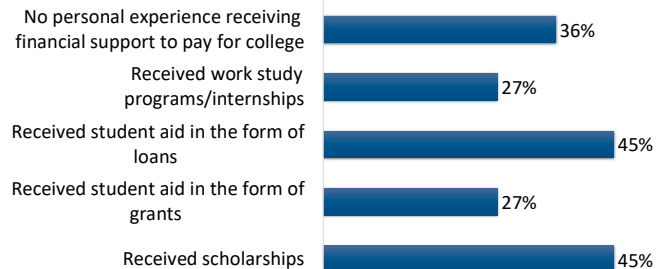 No personal experience receiving
financial support to pay for college
36%
Received work study
programs/internships
27%
Received student aid in the form of
loans
45%
Received student aid in the form of
grants
27%
Received scholarships
45%